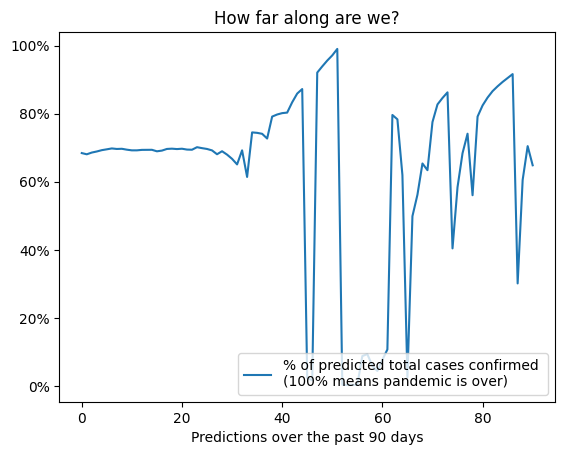 How far along are we?
100%
80%
60%
40%
20%
0%
% of predicted total cases confirmed
(100% means pandemic is over)
0 20 40 60 80
Predictions over the past 90 days